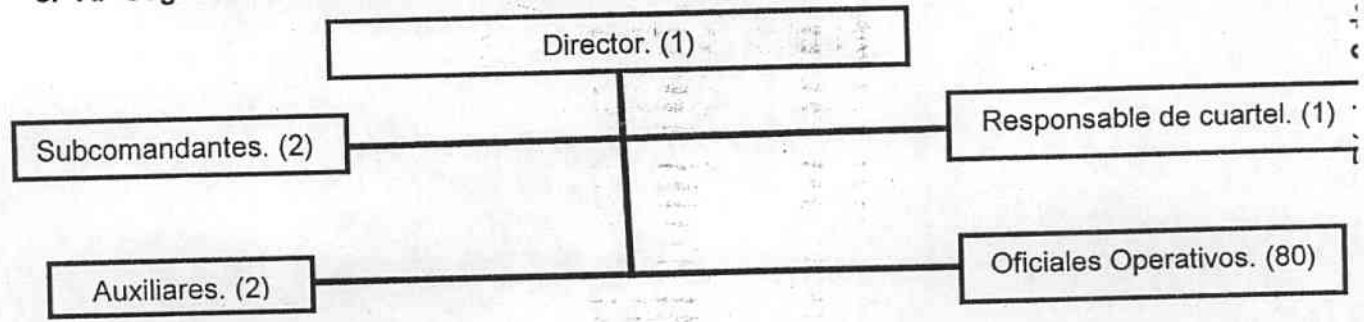 Director. (1)
Subcomandantes. (2)
Responsable de cuartel. (1)
Auxiliares. (2)
Oficiales Operativos. (80)